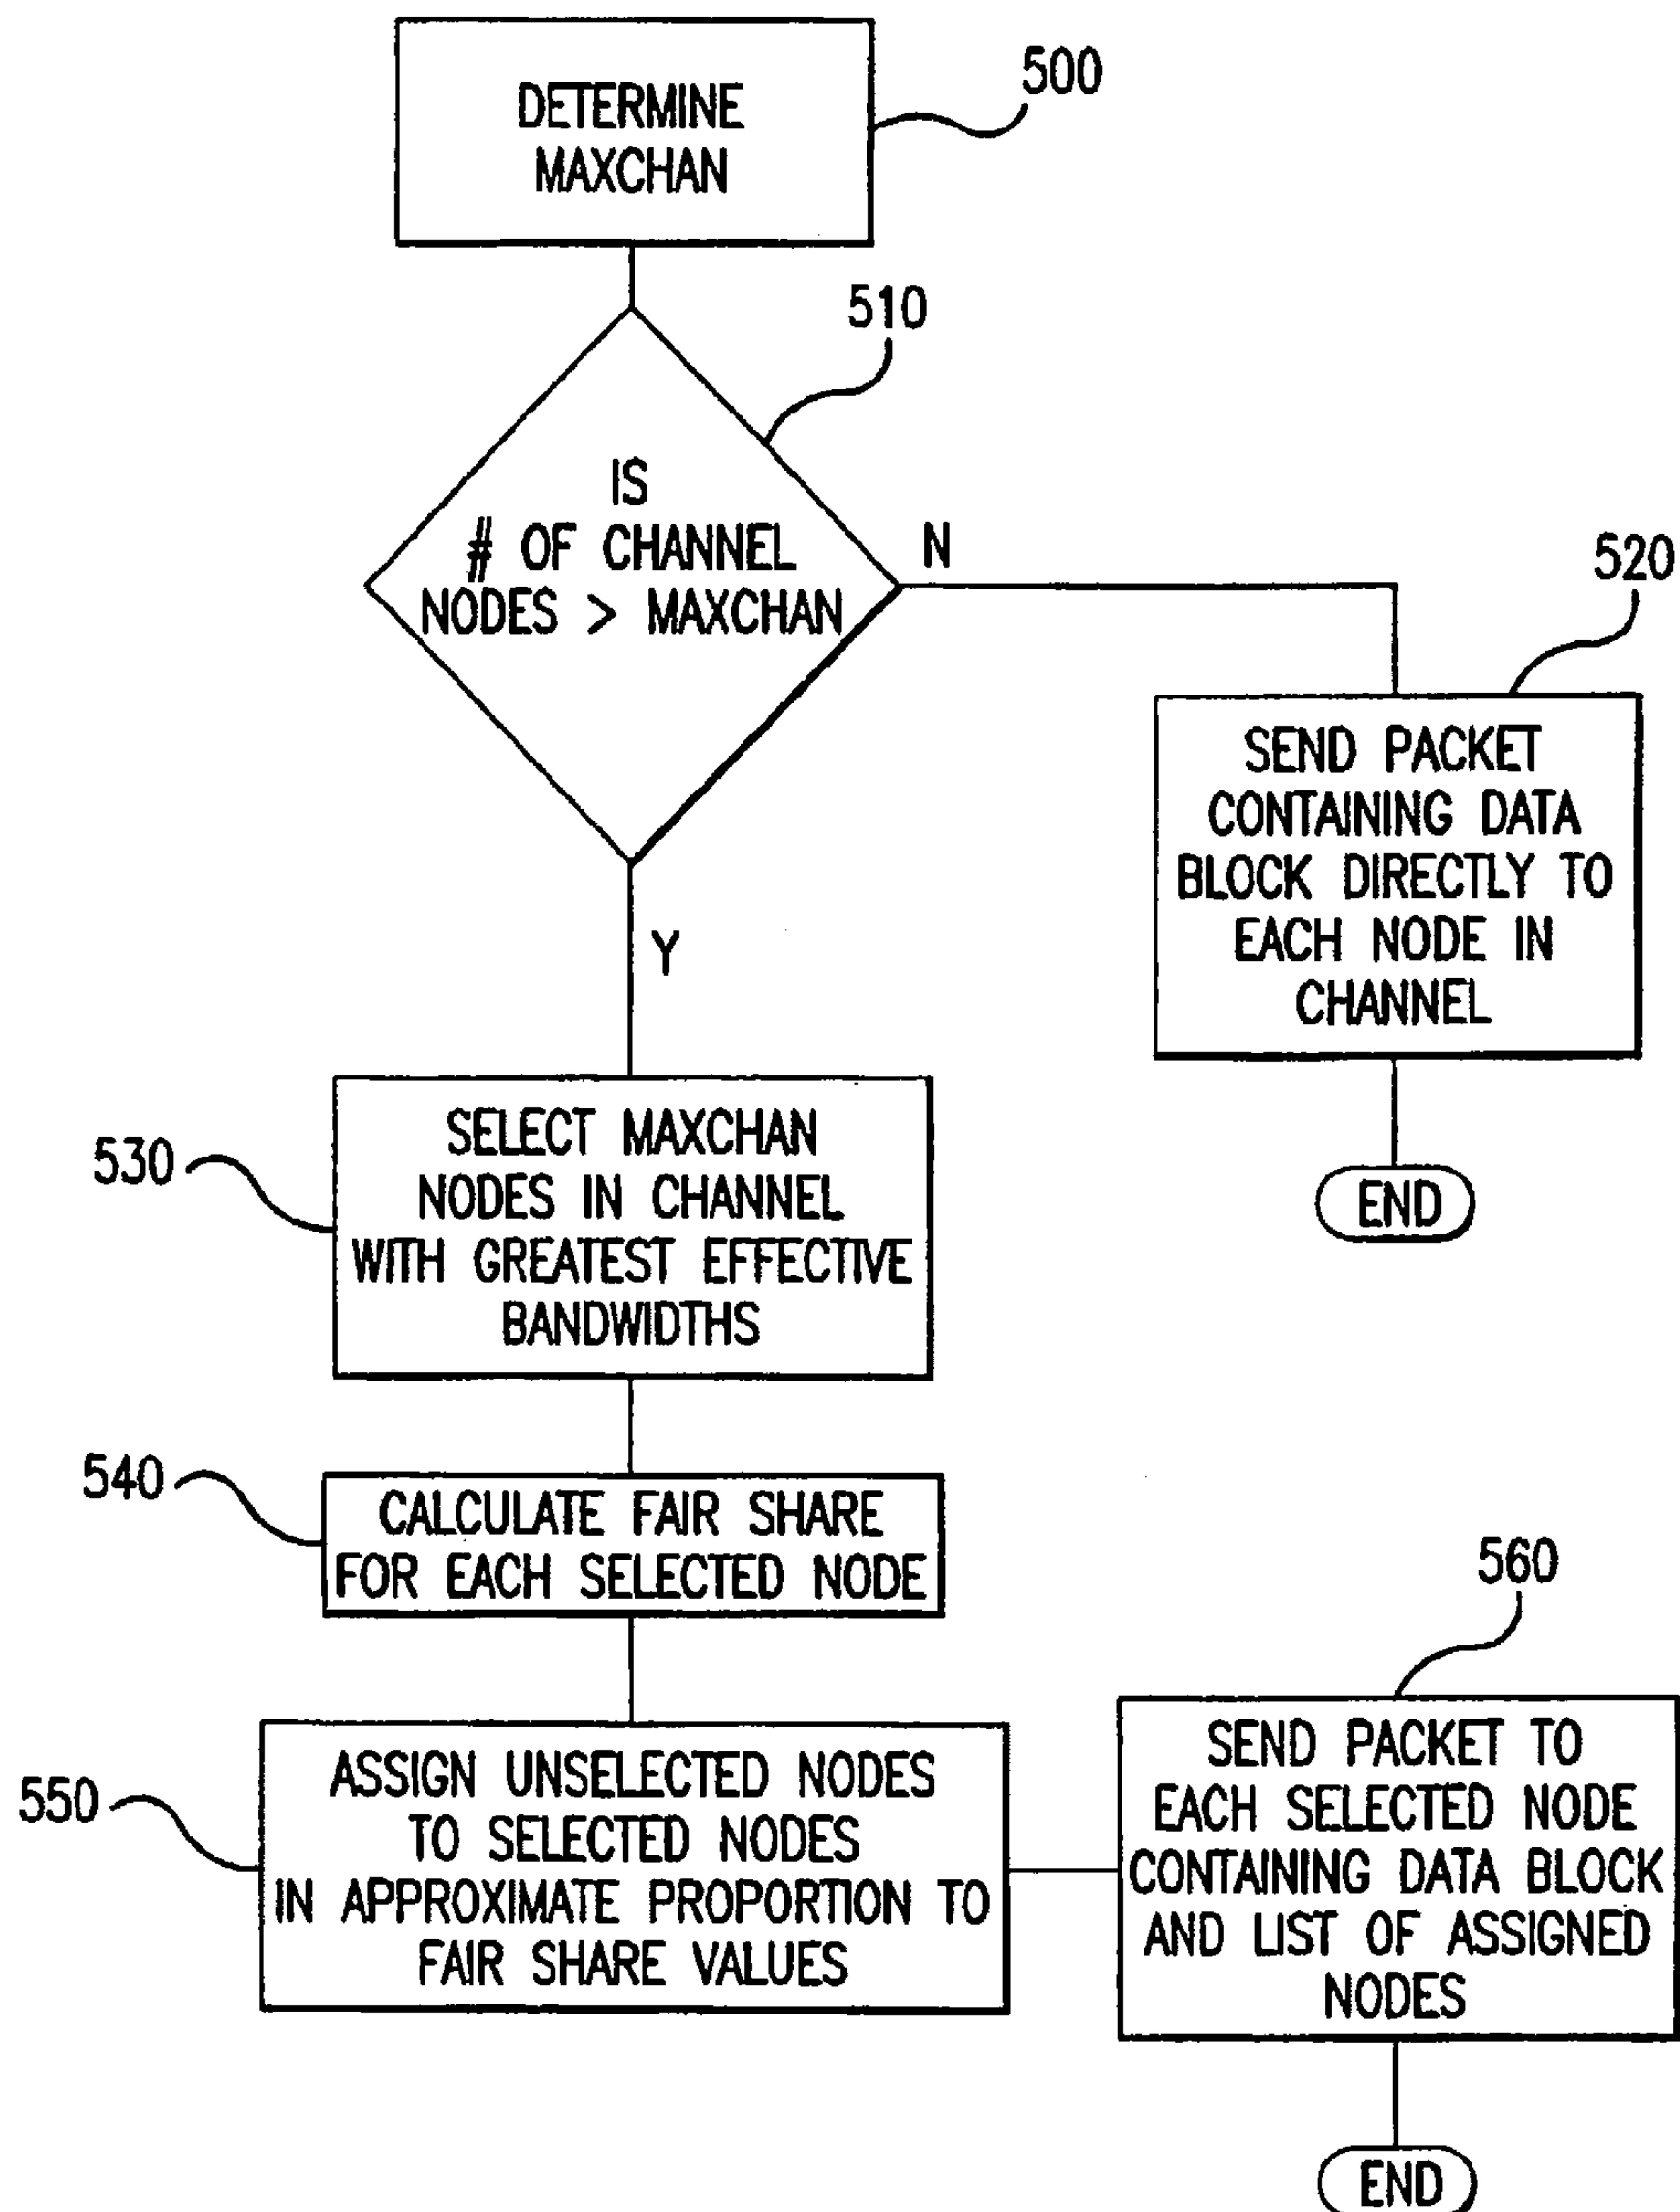 DETERMINE
MAXCHAN
500
510
IS
# OF CHANNEL
NODES > MAXCHAN
N
520
SEND PACKET
CONTAINING DATA
BLOCK DIRECTLY TO
EACH NODE IN
CHANNEL
END
Y
530
SELECT MAXCHAN
NODES IN CHANNEL
WITH GREATEST EFFECTIVE
BANDWIDTHS
540
CALCULATE FAIR SHARE
FOR EACH SELECTED NODE
550
ASSIGN UNSELECTED NODES
TO SELECTED NODES
IN APPROXIMATE PROPORTION TO
FAIR SHARE VALUES
560
SEND PACKET TO
EACH SELECTED NODE
CONTAINING DATA BLOCK
AND LIST OF ASSIGNED
NODES
END